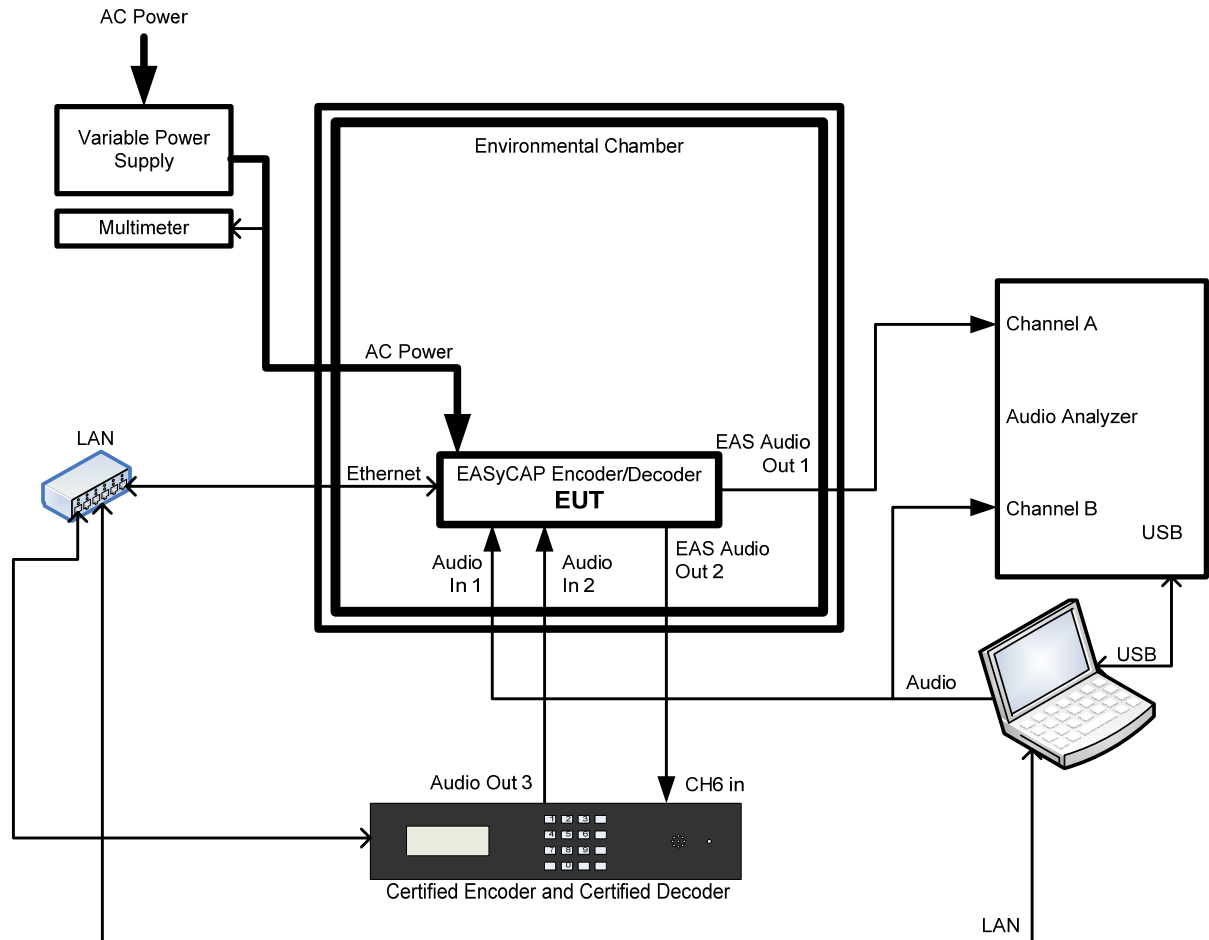 AC Power
Variable Power
Supply
Multimeter
Environmental Chamber
AC Power
LAN
Ethernet
EASyCAP Encoder/Decoder
EUT
EAS Audio
Out 1
Channel A
Audio Analyzer
Channel B
USB
Audio
In 1
Audio
In 2
EAS Audio
Out 2
USB
Audio
Audio Out 3
CH6 in
1 2 3
4 5 6
7 8 9
0
Certified Encoder and Certified Decoder
LAN